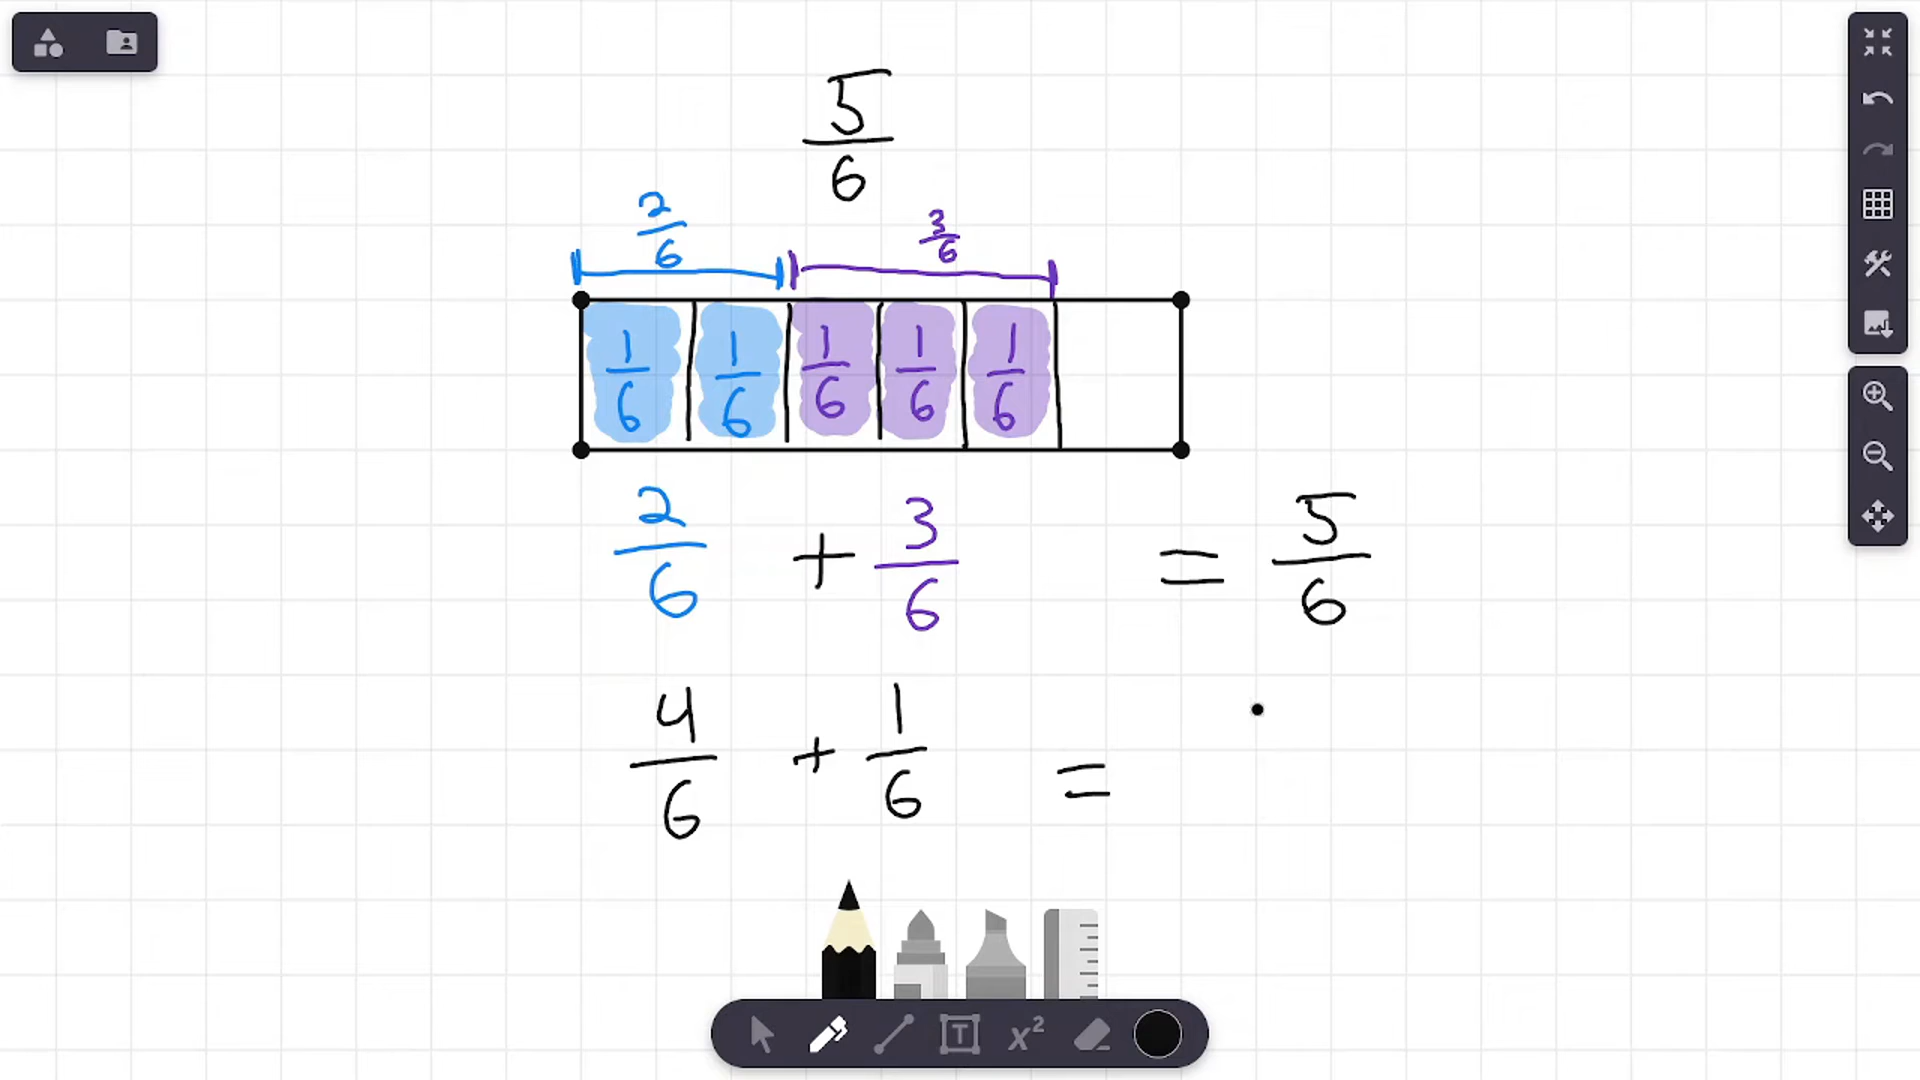 5/6
2/6 3/6
1/6 1/6 1/6 1/6 1/6
2/6 + 3/6 = 5/6
4/6 + 1/6 =
T x²